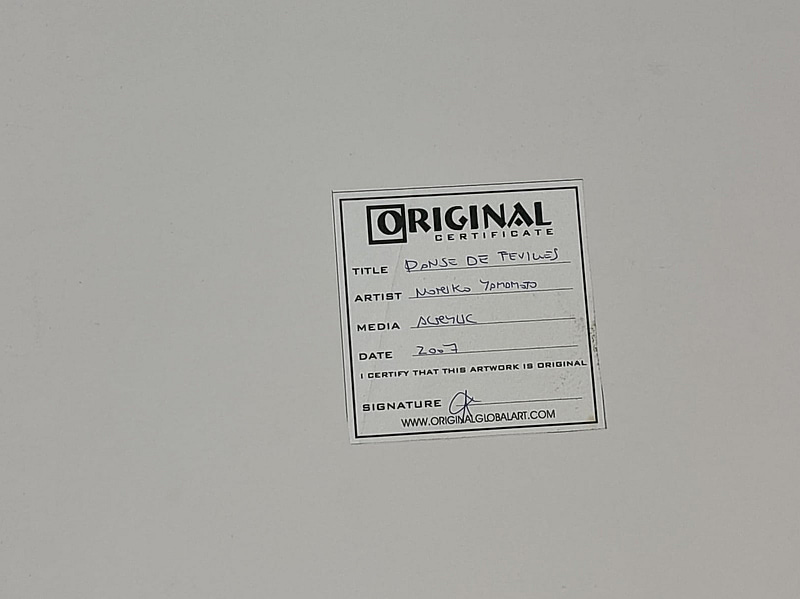 ORIGINAL
CERTIFICATE
TITLE DANSE DE FEUILLES
ARTIST NORIKO YAMAMOTO
MEDIA ACRYLIC
DATE 2007
I CERTIFY THAT THIS ARTWORK IS ORIGINAL
SIGNATURE
WWW.ORIGINALGLOBALART.COM